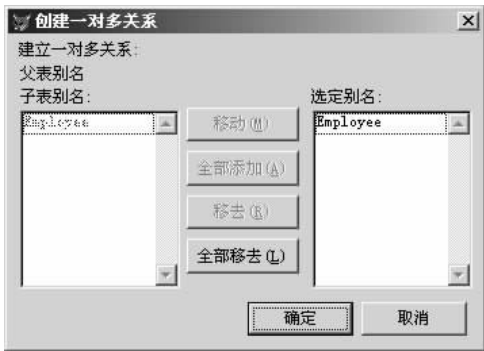 创建一对多关系
建立一对多关系:
父表别名
子表别名:
选定别名:
Employee
Employee
移动(M)
全部添加(A)
移去(R)
全部移去(L)
确定
取消